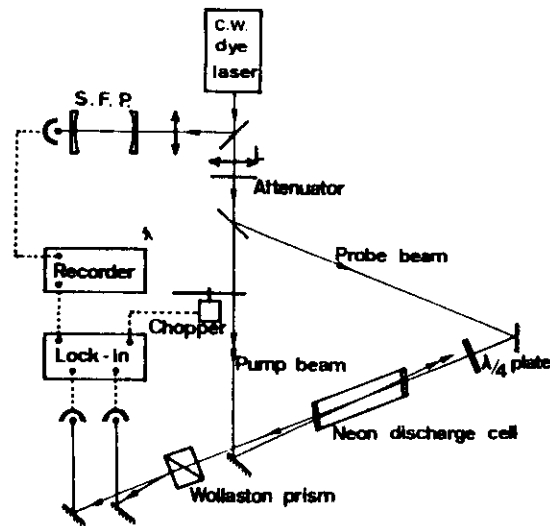 C.W.
dye
laser
S. F. P.
L
Attenuator
λ
Probe beam
Recorder
Chopper
Lock-in
Pump beam
λ/4 plate
Neon discharge cell
Wollaston prism